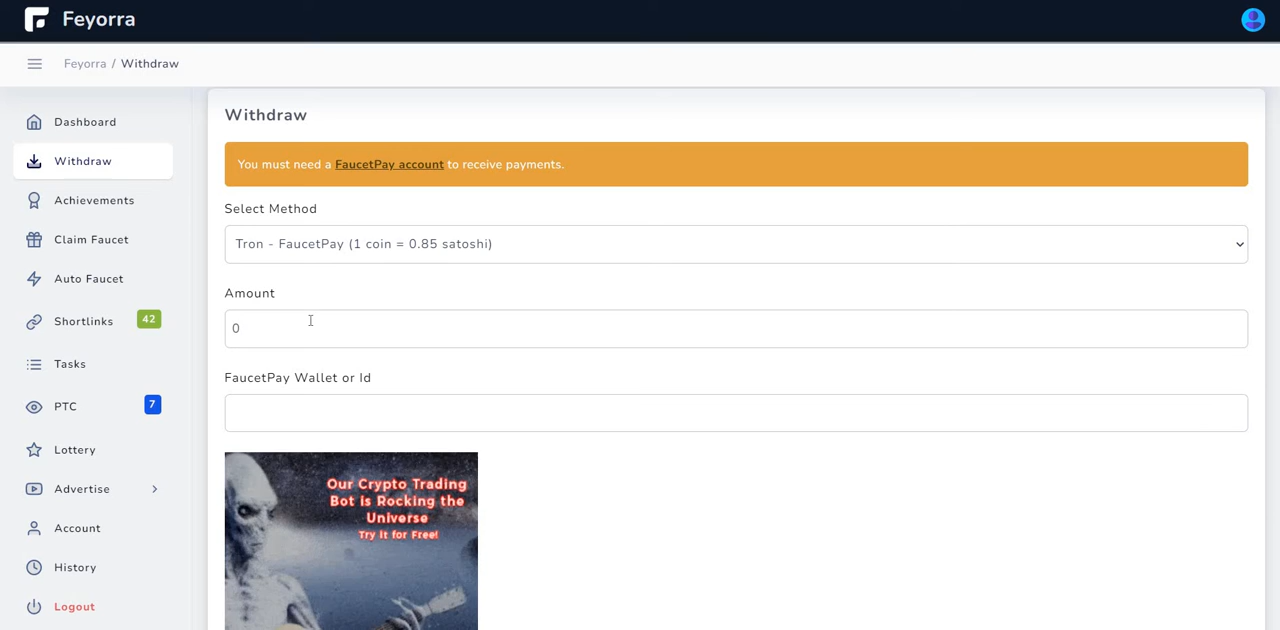 Feyorra
Feyorra / Withdraw
Dashboard
Withdraw
Achievements
Claim Faucet
Auto Faucet
Shortlinks 42
Tasks
PTC 7
Lottery
Advertise
Account
History
Logout
Withdraw
You must need a FaucetPay account to receive payments.
Select Method
Tron - FaucetPay (1 coin = 0.85 satoshi)
Amount
0
FaucetPay Wallet or Id
Our Crypto Trading
Bot is Rocking the
Universe
Try it for Free!